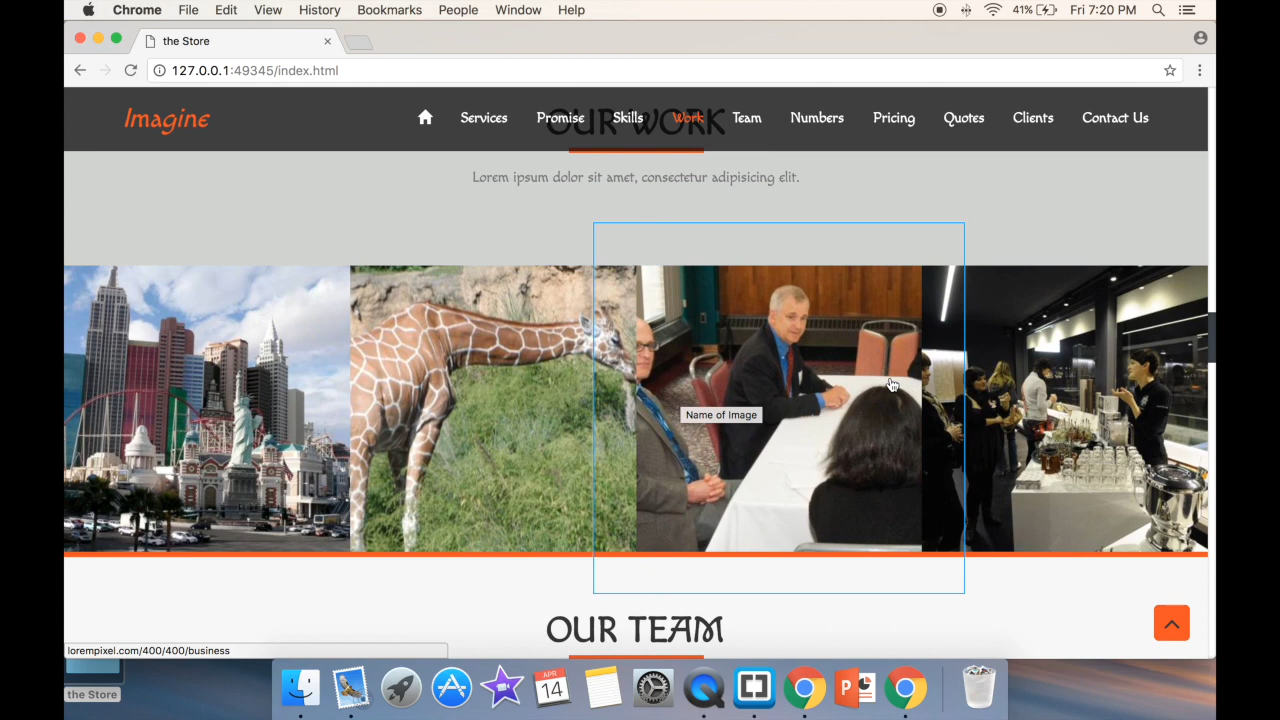 Chrome File Edit View History Bookmarks People Window Help 41% Fri 7:20 PM
the Store
127.0.0.1:49345/index.html
Imagine Services Promise Skills Work Team Numbers Pricing Quotes Clients Contact Us
OUR WORK
Lorem ipsum dolor sit amet, consectetur adipisicing elit.
Name of Image
OUR TEAM
lorempixel.com/400/400/business
the Store
APR
14